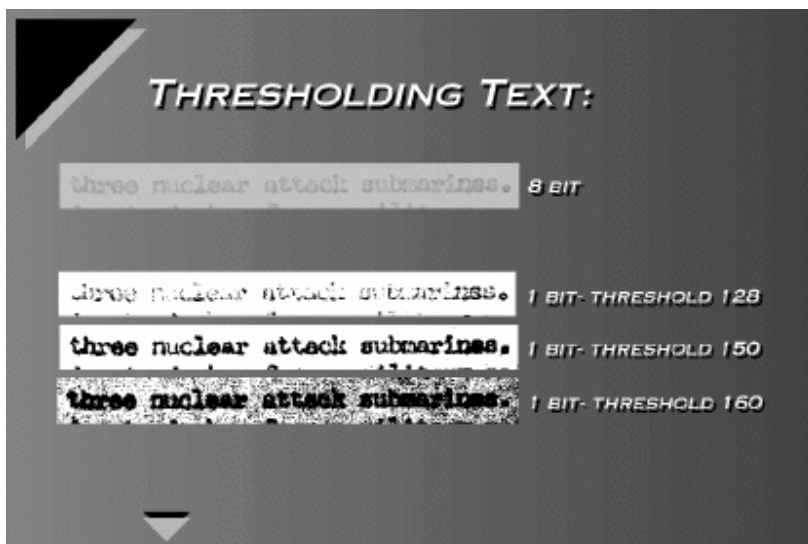 THRESHOLDING TEXT:
three nuclear attack submarines. 8 BIT
three nuclear attack submarines. 1 BIT- THRESHOLD 128
three nuclear attack submarines. 1 BIT- THRESHOLD 150
three nuclear attack submarines. 1 BIT- THRESHOLD 160